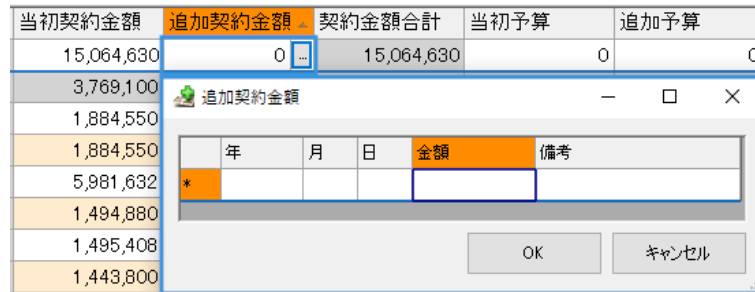 当初契約金額 追加契約金額 契約金額合計 当初予算 追加予算
15,064,630 0 ... 15,064,630 0 0
3,769,100
追加契約金額
1,884,550
1,884,550
年 月 日 金額 備考
5,981,632
*
1,494,880
1,495,408
OK キャンセル
1,443,800